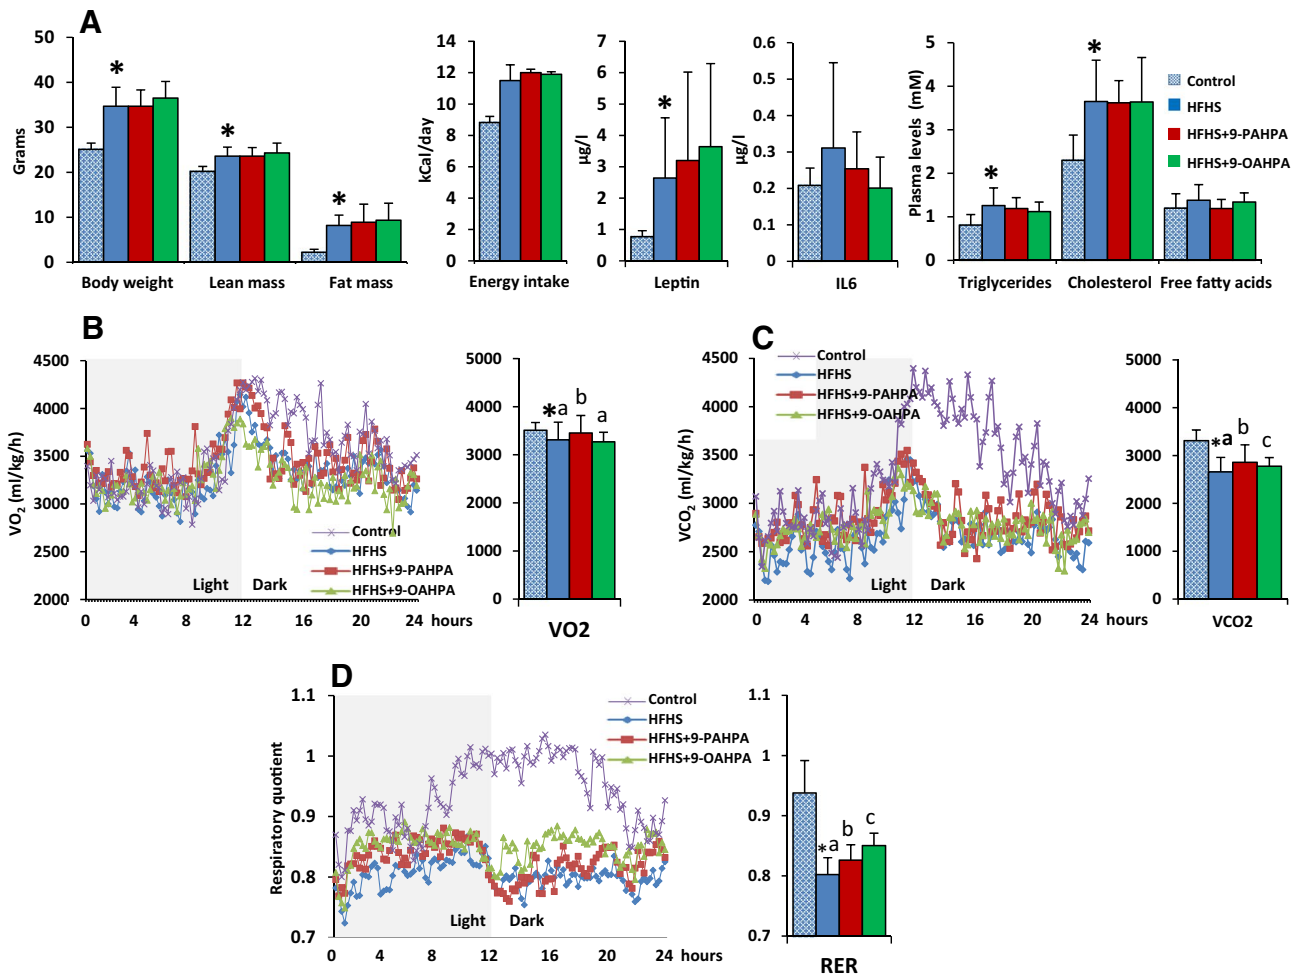 A
50
40
30
20
10
0
Grams
*
*
*
Body weight
Lean mass
Fat mass
14
12
10
8
6
4
2
0
kCal/day
Energy intake
7
6
5
4
3
2
1
0
µg/l
*
Leptin
0.6
0.5
0.4
0.3
0.2
0.1
0
µg/l
IL6
5
4
3
2
1
0
Plasma levels (mM)
*
*
Triglycerides
Cholesterol
Free fatty acids
Control
HFHS
HFHS+9-PAHPA
HFHS+9-OAHPA
B
4500
4000
3500
3000
2500
2000
VO2 (ml/kg/h)
Control
HFHS
HFHS+9-PAHPA
HFHS+9-OAHPA
Light
Dark
0 4 8 12 16 20 24 hours
5000
4000
3000
2000
1000
0
*a b a
VO2
C
4500
4000
3500
3000
2500
2000
VCO2 (ml/kg/h)
Control
HFHS
HFHS+9-PAHPA
HFHS+9-OAHPA
Light
Dark
0 4 8 12 16 20 24 hours
5000
4000
3000
2000
1000
0
*a b c
VCO2
D
1.1
1
0.9
0.8
0.7
Respiratory quotient
Control
HFHS
HFHS+9-PAHPA
HFHS+9-OAHPA
Light
Dark
0 4 8 12 16 20 24 hours
1.1
1
0.9
0.8
0.7
*a b c
RER